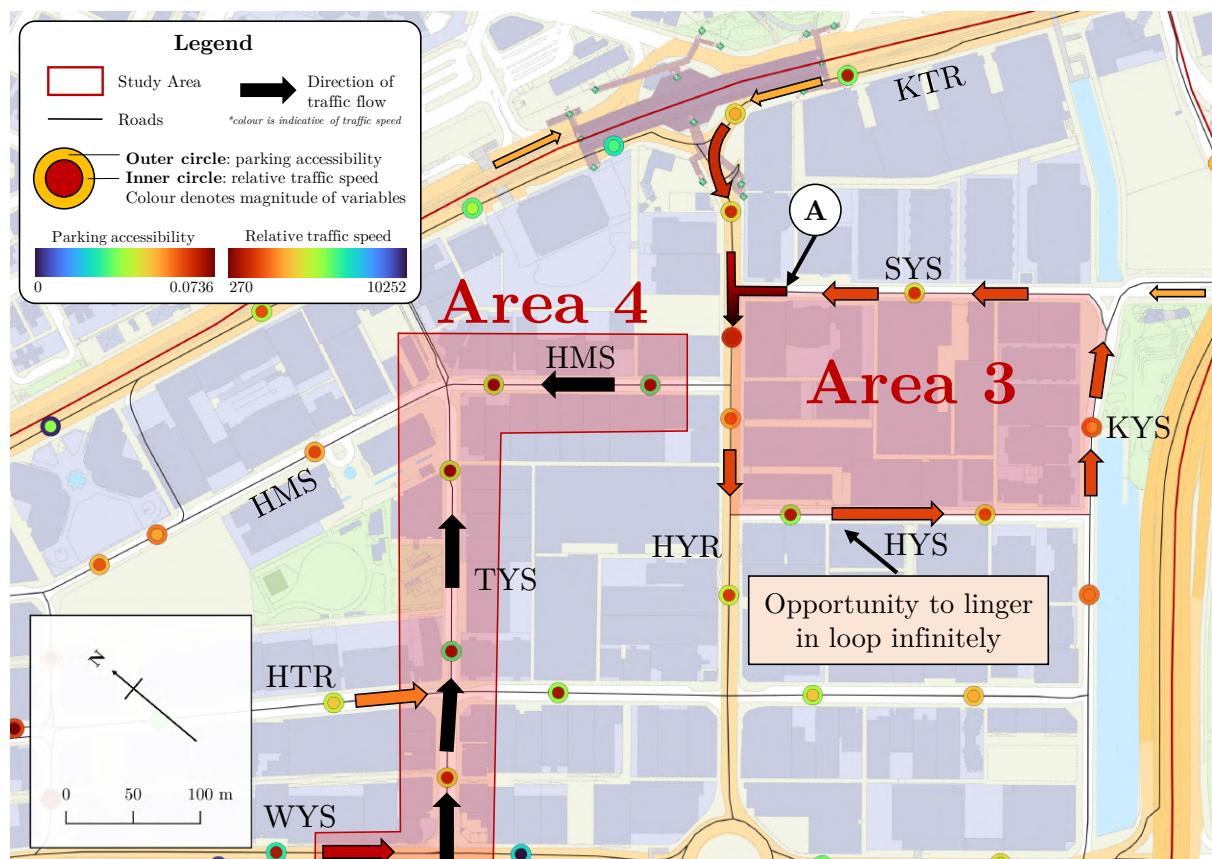 Legend
Study Area
Direction of
traffic flow
Roads
*colour is indicative of traffic speed
Outer circle: parking accessibility
Inner circle: relative traffic speed
Colour denotes magnitude of variables
Parking accessibility
Relative traffic speed
0
0.0736
270
10252
KTR
A
SYS
Area 4
HMS
Area 3
KYS
HMS
HYR
HYS
TYS
Opportunity to linger
in loop infinitely
N
HTR
0
50
100 m
WYS